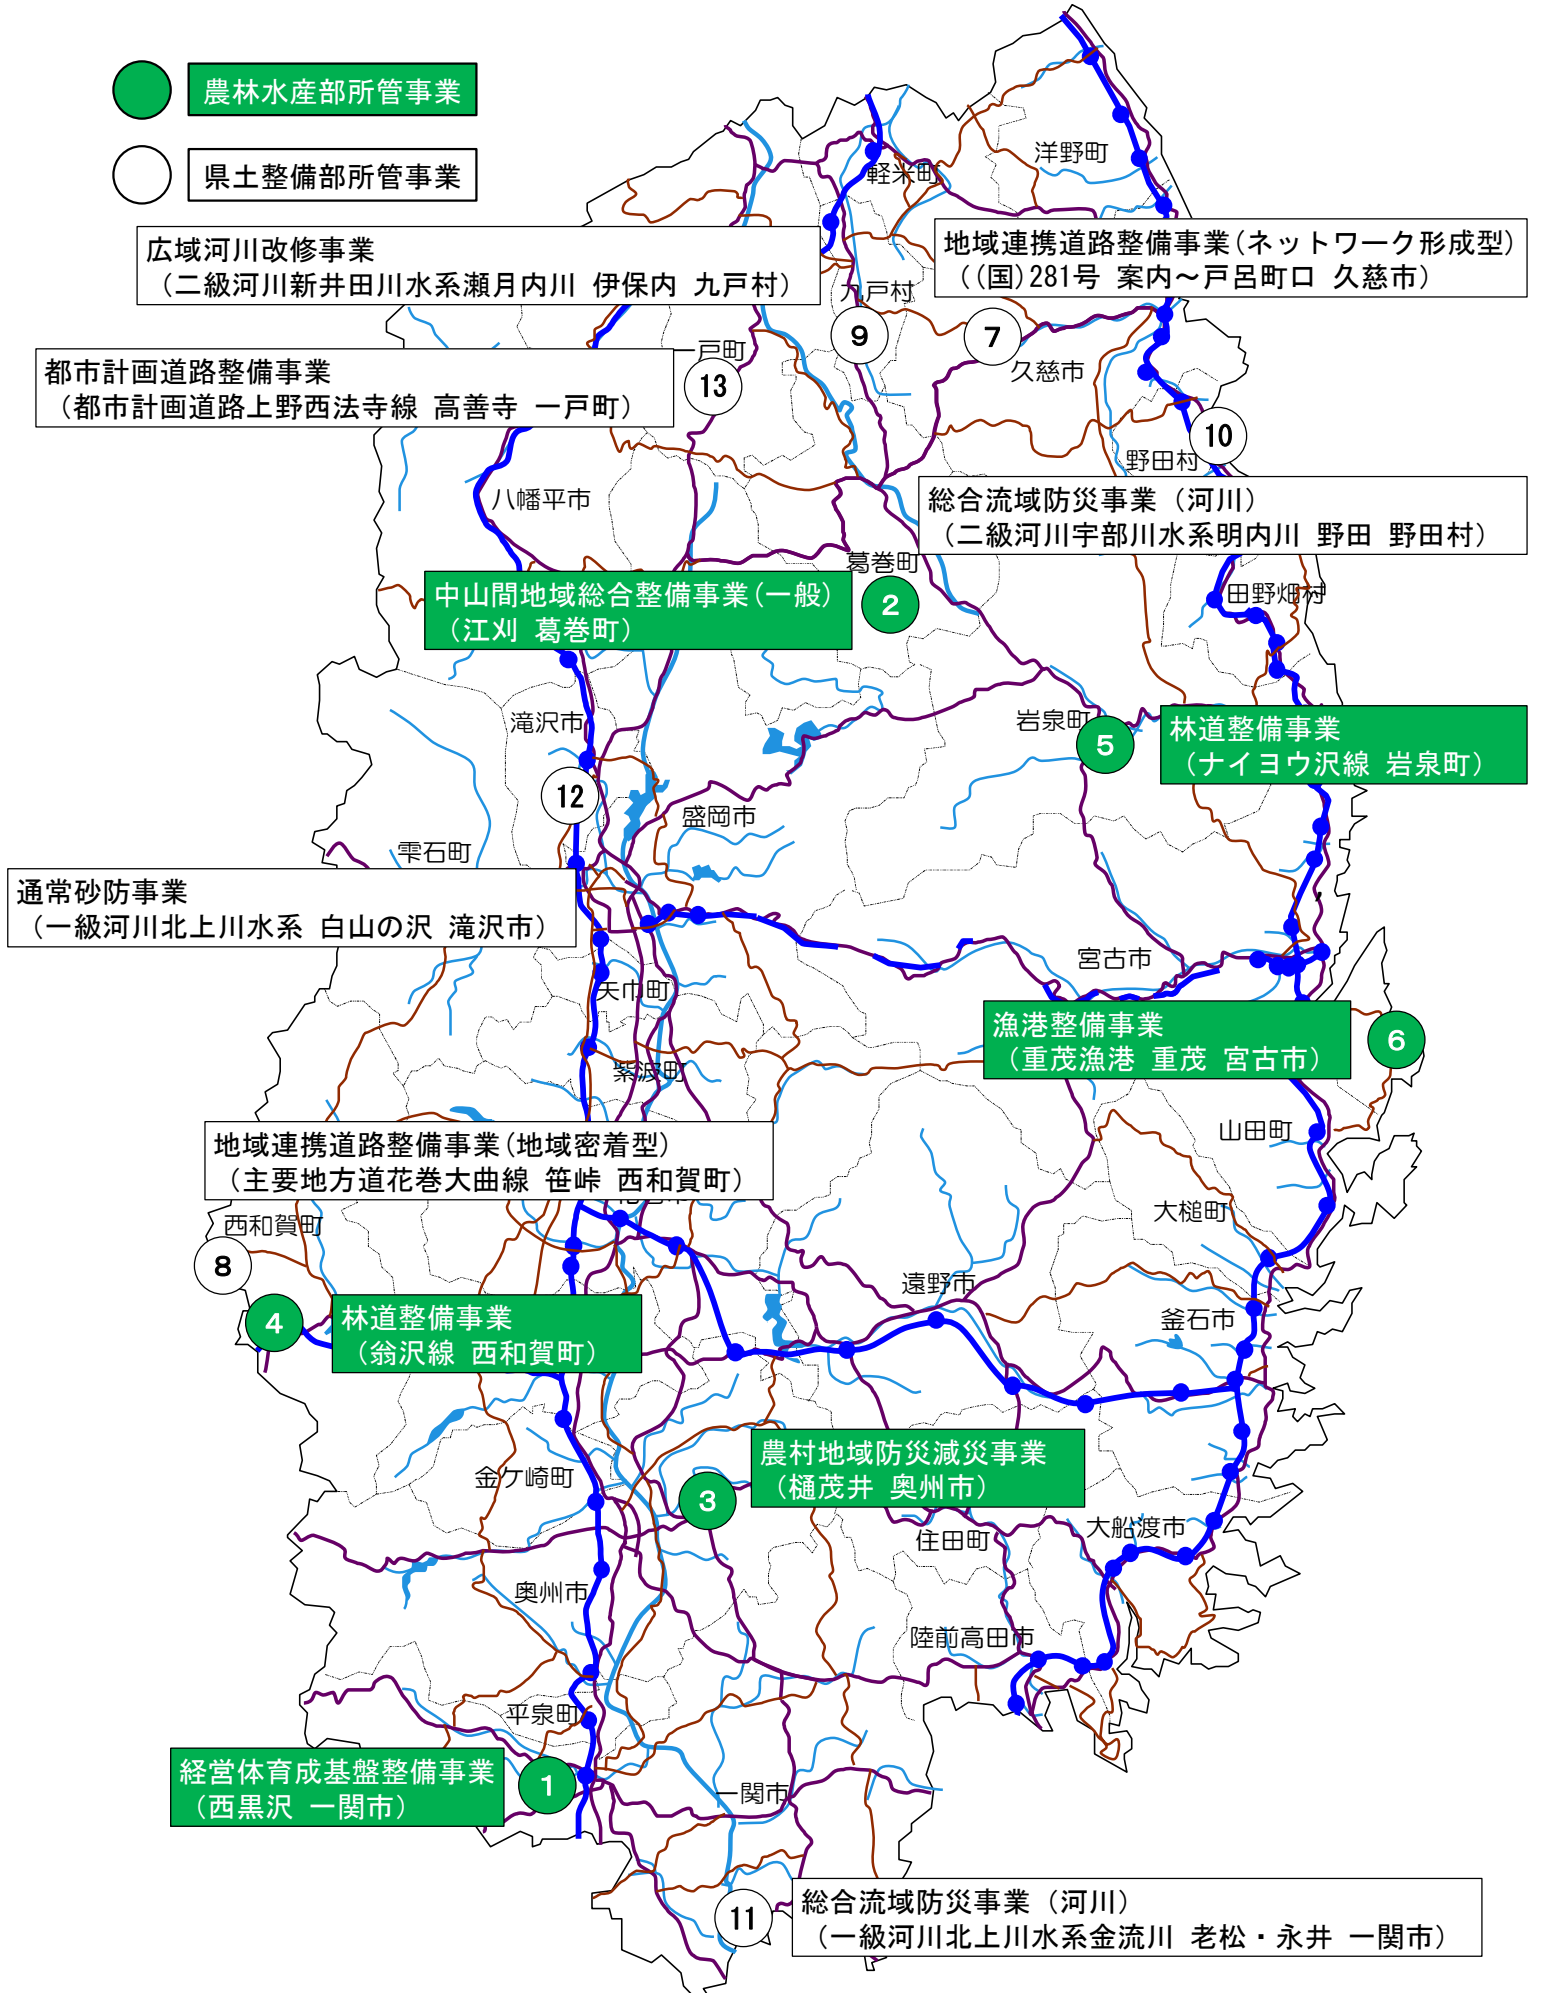 農林水産部所管事業
県土整備部所管事業
洋野町
軽米町
広域河川改修事業
（二級河川新井田川水系瀬月内川 伊保内 九戸村）
地域連携道路整備事業(ネットワーク形成型)
((国)281号 案内～戸呂町口 久慈市)
九戸村
9
7
久慈市
一戸町
13
都市計画道路整備事業
（都市計画道路上野西法寺線 高善寺 一戸町）
10
野田村
八幡平市
総合流域防災事業（河川）
（二級河川宇部川水系明内川 野田 野田村）
葛巻町
2
中山間地域総合整備事業(一般)
（江刈 葛巻町）
田野畑村
滝沢市
岩泉町
5
林道整備事業
（ナイヨウ沢線 岩泉町）
12
盛岡市
雫石町
通常砂防事業
（一級河川北上川水系 白山の沢 滝沢市）
宮古市
矢巾町
漁港整備事業
（重茂漁港 重茂 宮古市）
6
紫波町
山田町
地域連携道路整備事業(地域密着型)
（主要地方道花巻大曲線 笹峠 西和賀町）
西和賀町
大槌町
8
遠野市
4
林道整備事業
（翁沢線 西和賀町）
釜石市
農村地域防災減災事業
（樋茂井 奥州市）
金ケ崎町
3
住田町
大船渡市
奥州市
陸前高田市
平泉町
経営体育成基盤整備事業
（西黒沢 一関市）
1
一関市
総合流域防災事業（河川）
（一級河川北上川水系金流川 老松・永井 一関市）
11